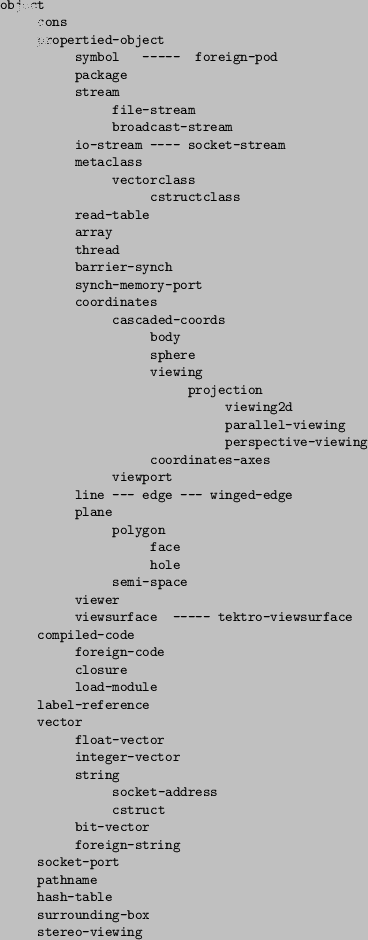 object
cons
propertied-object
symbol ----- foreign-pod
package
stream
file-stream
broadcast-stream
io-stream ---- socket-stream
metaclass
vectorclass
cstructclass
read-table
array
thread
barrier-synch
synch-memory-port
coordinates
cascaded-coords
body
sphere
viewing
projection
viewing2d
parallel-viewing
perspective-viewing
coordinates-axes
viewport
line --- edge --- winged-edge
plane
polygon
face
hole
semi-space
viewer
viewsurface ----- tektro-viewsurface
compiled-code
foreign-code
closure
load-module
label-reference
vector
float-vector
integer-vector
string
socket-address
cstruct
bit-vector
foreign-string
socket-port
pathname
hash-table
surrounding-box
stereo-viewing